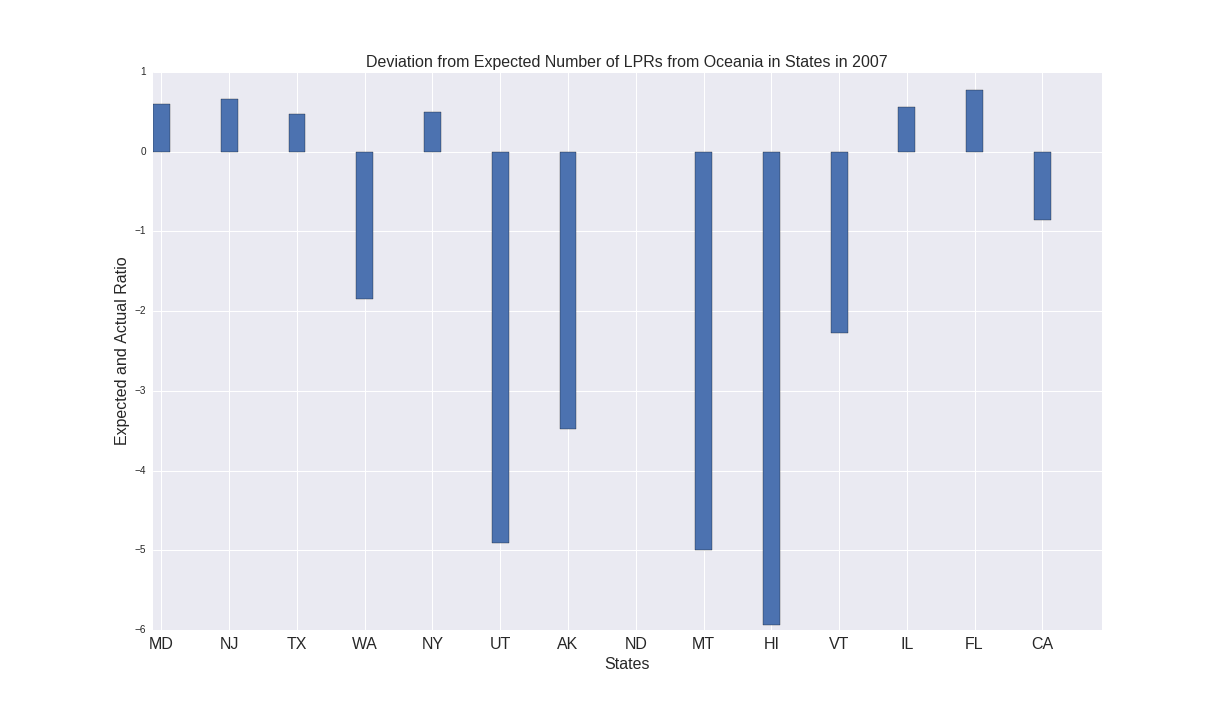 Deviation from Expected Number of LPRs from Oceania in States in 2007
1
0
−1
−2
−3
−4
−5
−6
Expected and Actual Ratio
MD NJ TX WA NY UT AK ND MT HI VT IL FL CA
States